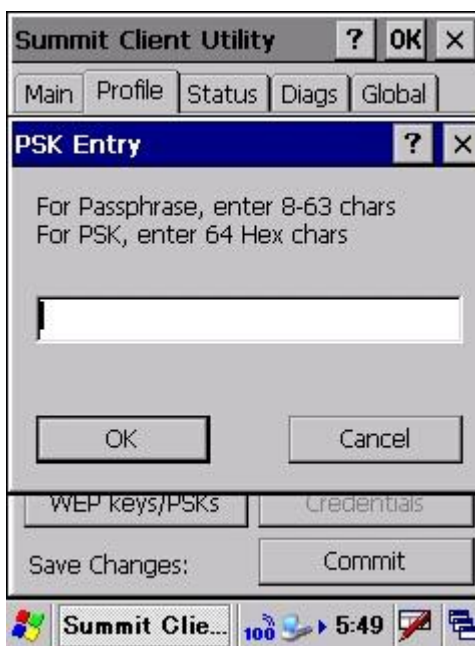 Summit Client Utility ? OK ×
Main Profile Status Diags Global
PSK Entry ? ×
For Passphrase, enter 8-63 chars
For PSK, enter 64 Hex chars
OK Cancel
WEP keys/PSKs Credentials
Save Changes: Commit
Summit Clie... 100 5:49